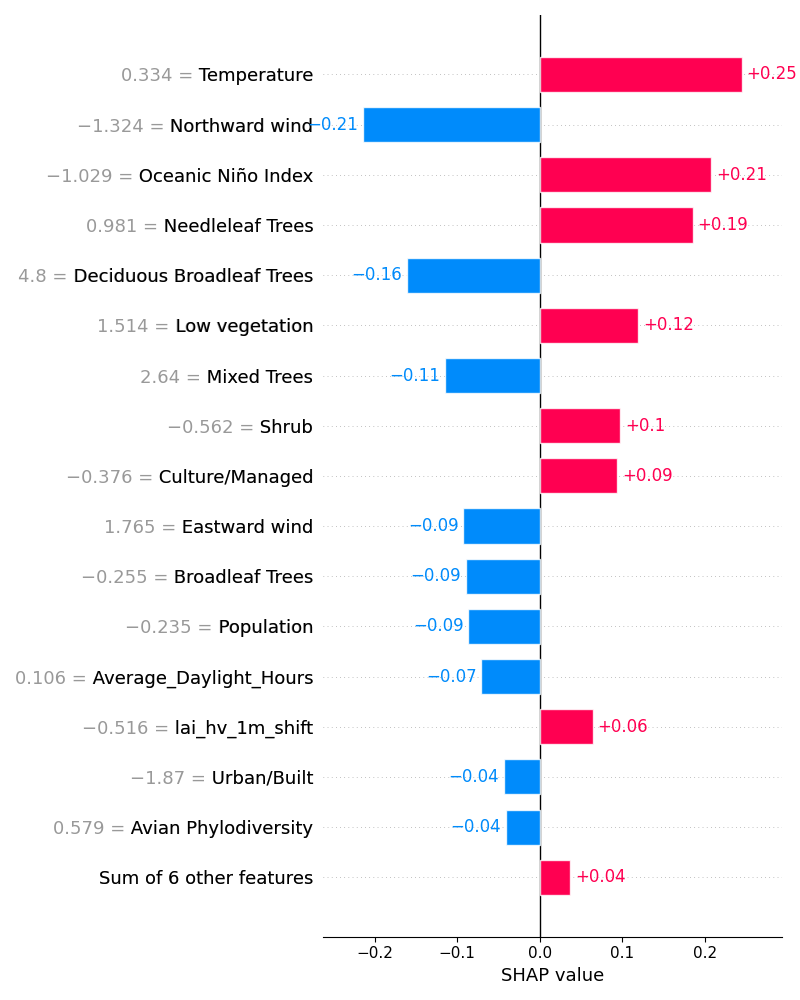 0.334 = Temperature +0.25
−1.324 = Northward wind −0.21
−1.029 = Oceanic Niño Index +0.21
0.981 = Needleleaf Trees +0.19
4.8 = Deciduous Broadleaf Trees −0.16
1.514 = Low vegetation +0.12
2.64 = Mixed Trees −0.11
−0.562 = Shrub +0.1
−0.376 = Culture/Managed +0.09
1.765 = Eastward wind −0.09
−0.255 = Broadleaf Trees −0.09
−0.235 = Population −0.09
0.106 = Average_Daylight_Hours −0.07
−0.516 = lai_hv_1m_shift +0.06
−1.87 = Urban/Built −0.04
0.579 = Avian Phylodiversity −0.04
Sum of 6 other features +0.04
−0.2 −0.1 0.0 0.1 0.2
SHAP value